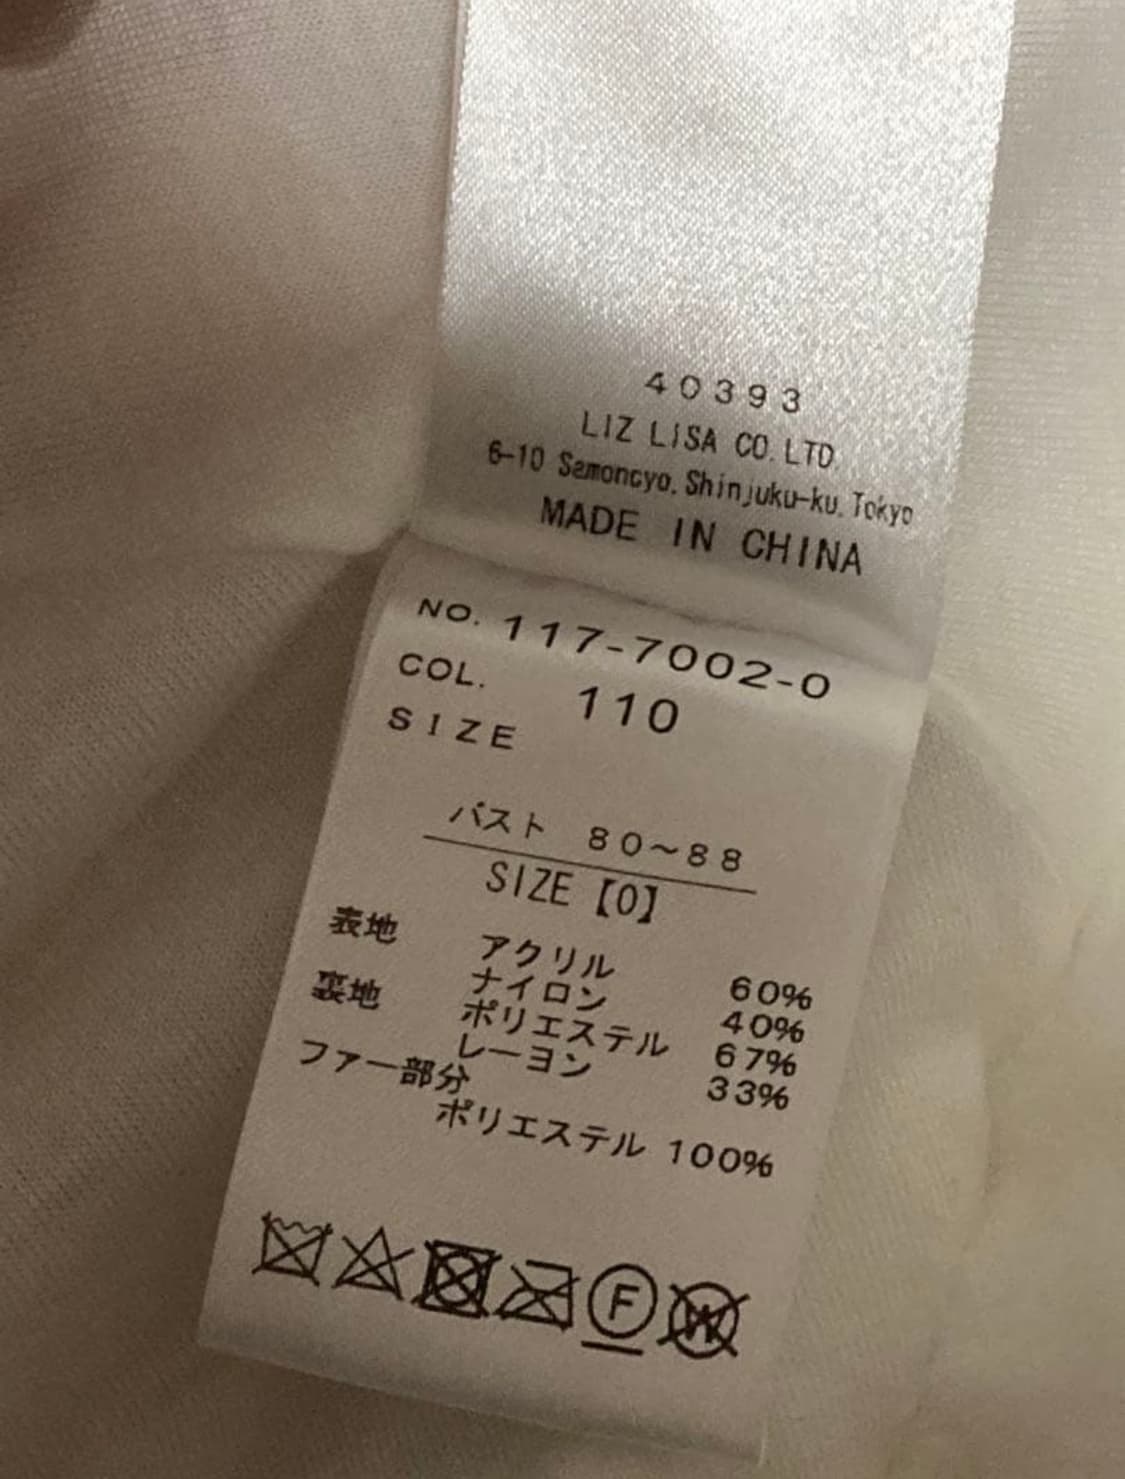 40393
LIZ LISA CO.LTD
6-10 Samoncyo, Shinjuku-ku, Tokyo
MADE IN CHINA
NO. 117-7002-0
COL. 110
SIZE
バスト 80～88
SIZE【0】
表地 アクリル 60%
ナイロン 40%
裏地 ポリエステル 67%
レーヨン 33%
ファー部分
ポリエステル 100%
F W